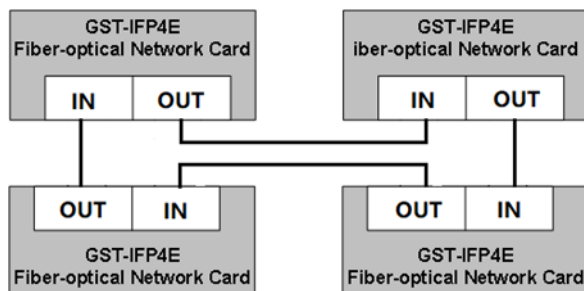 GST-IFP4E
Fiber-optical Network Card
IN
OUT
GST-IFP4E
iber-optical Network Card
IN
OUT
OUT
IN
GST-IFP4E
Fiber-optical Network Card
OUT
IN
GST-IFP4E
Fiber-optical Network Card